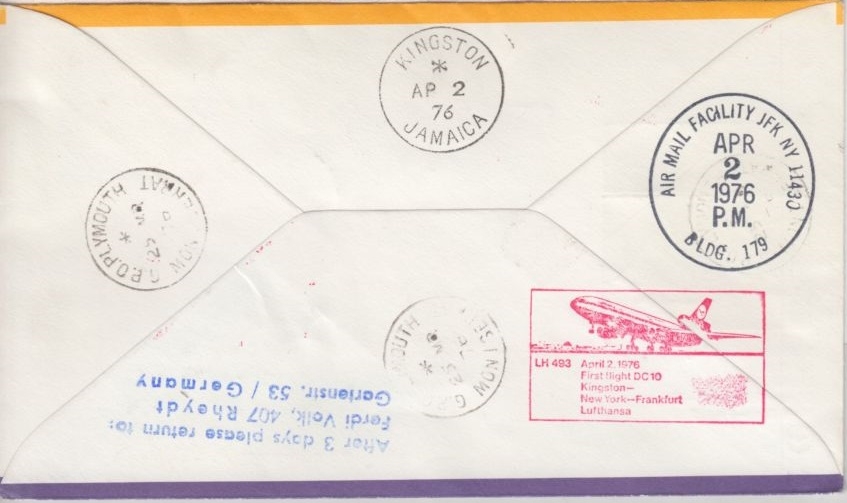 KINGSTON
AP 2
76
JAMAICA
AIR MAIL FACILITY JFK NY 11430
APR
2
1976
P.M.
BLDG. 179
G.P.O. PLYMOUTH
LH 493 April 2, 1976
First flight DC10
Kingston–
New York–Frankfurt
Lufthansa
After 3 days please return to:
Ferdi Volk, 407 Rheydt
Gartenstr. 53 / Germany